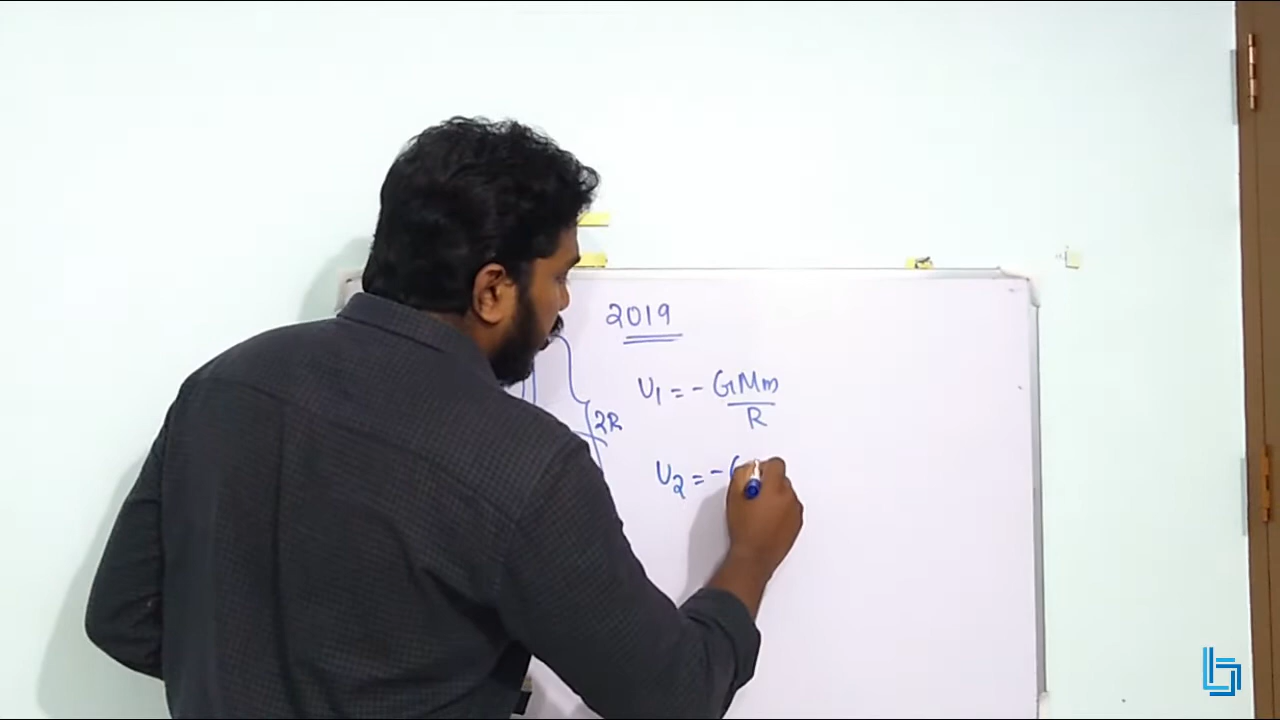 2019
U₁ = - GMm
R
2R
U₂ = - G